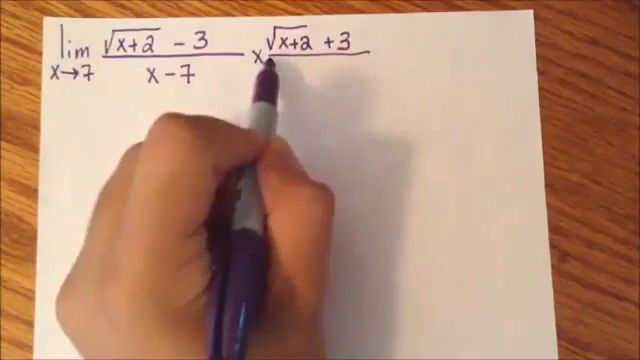 lim √x+2 - 3 x √x+2 + 3
x→7 x - 7